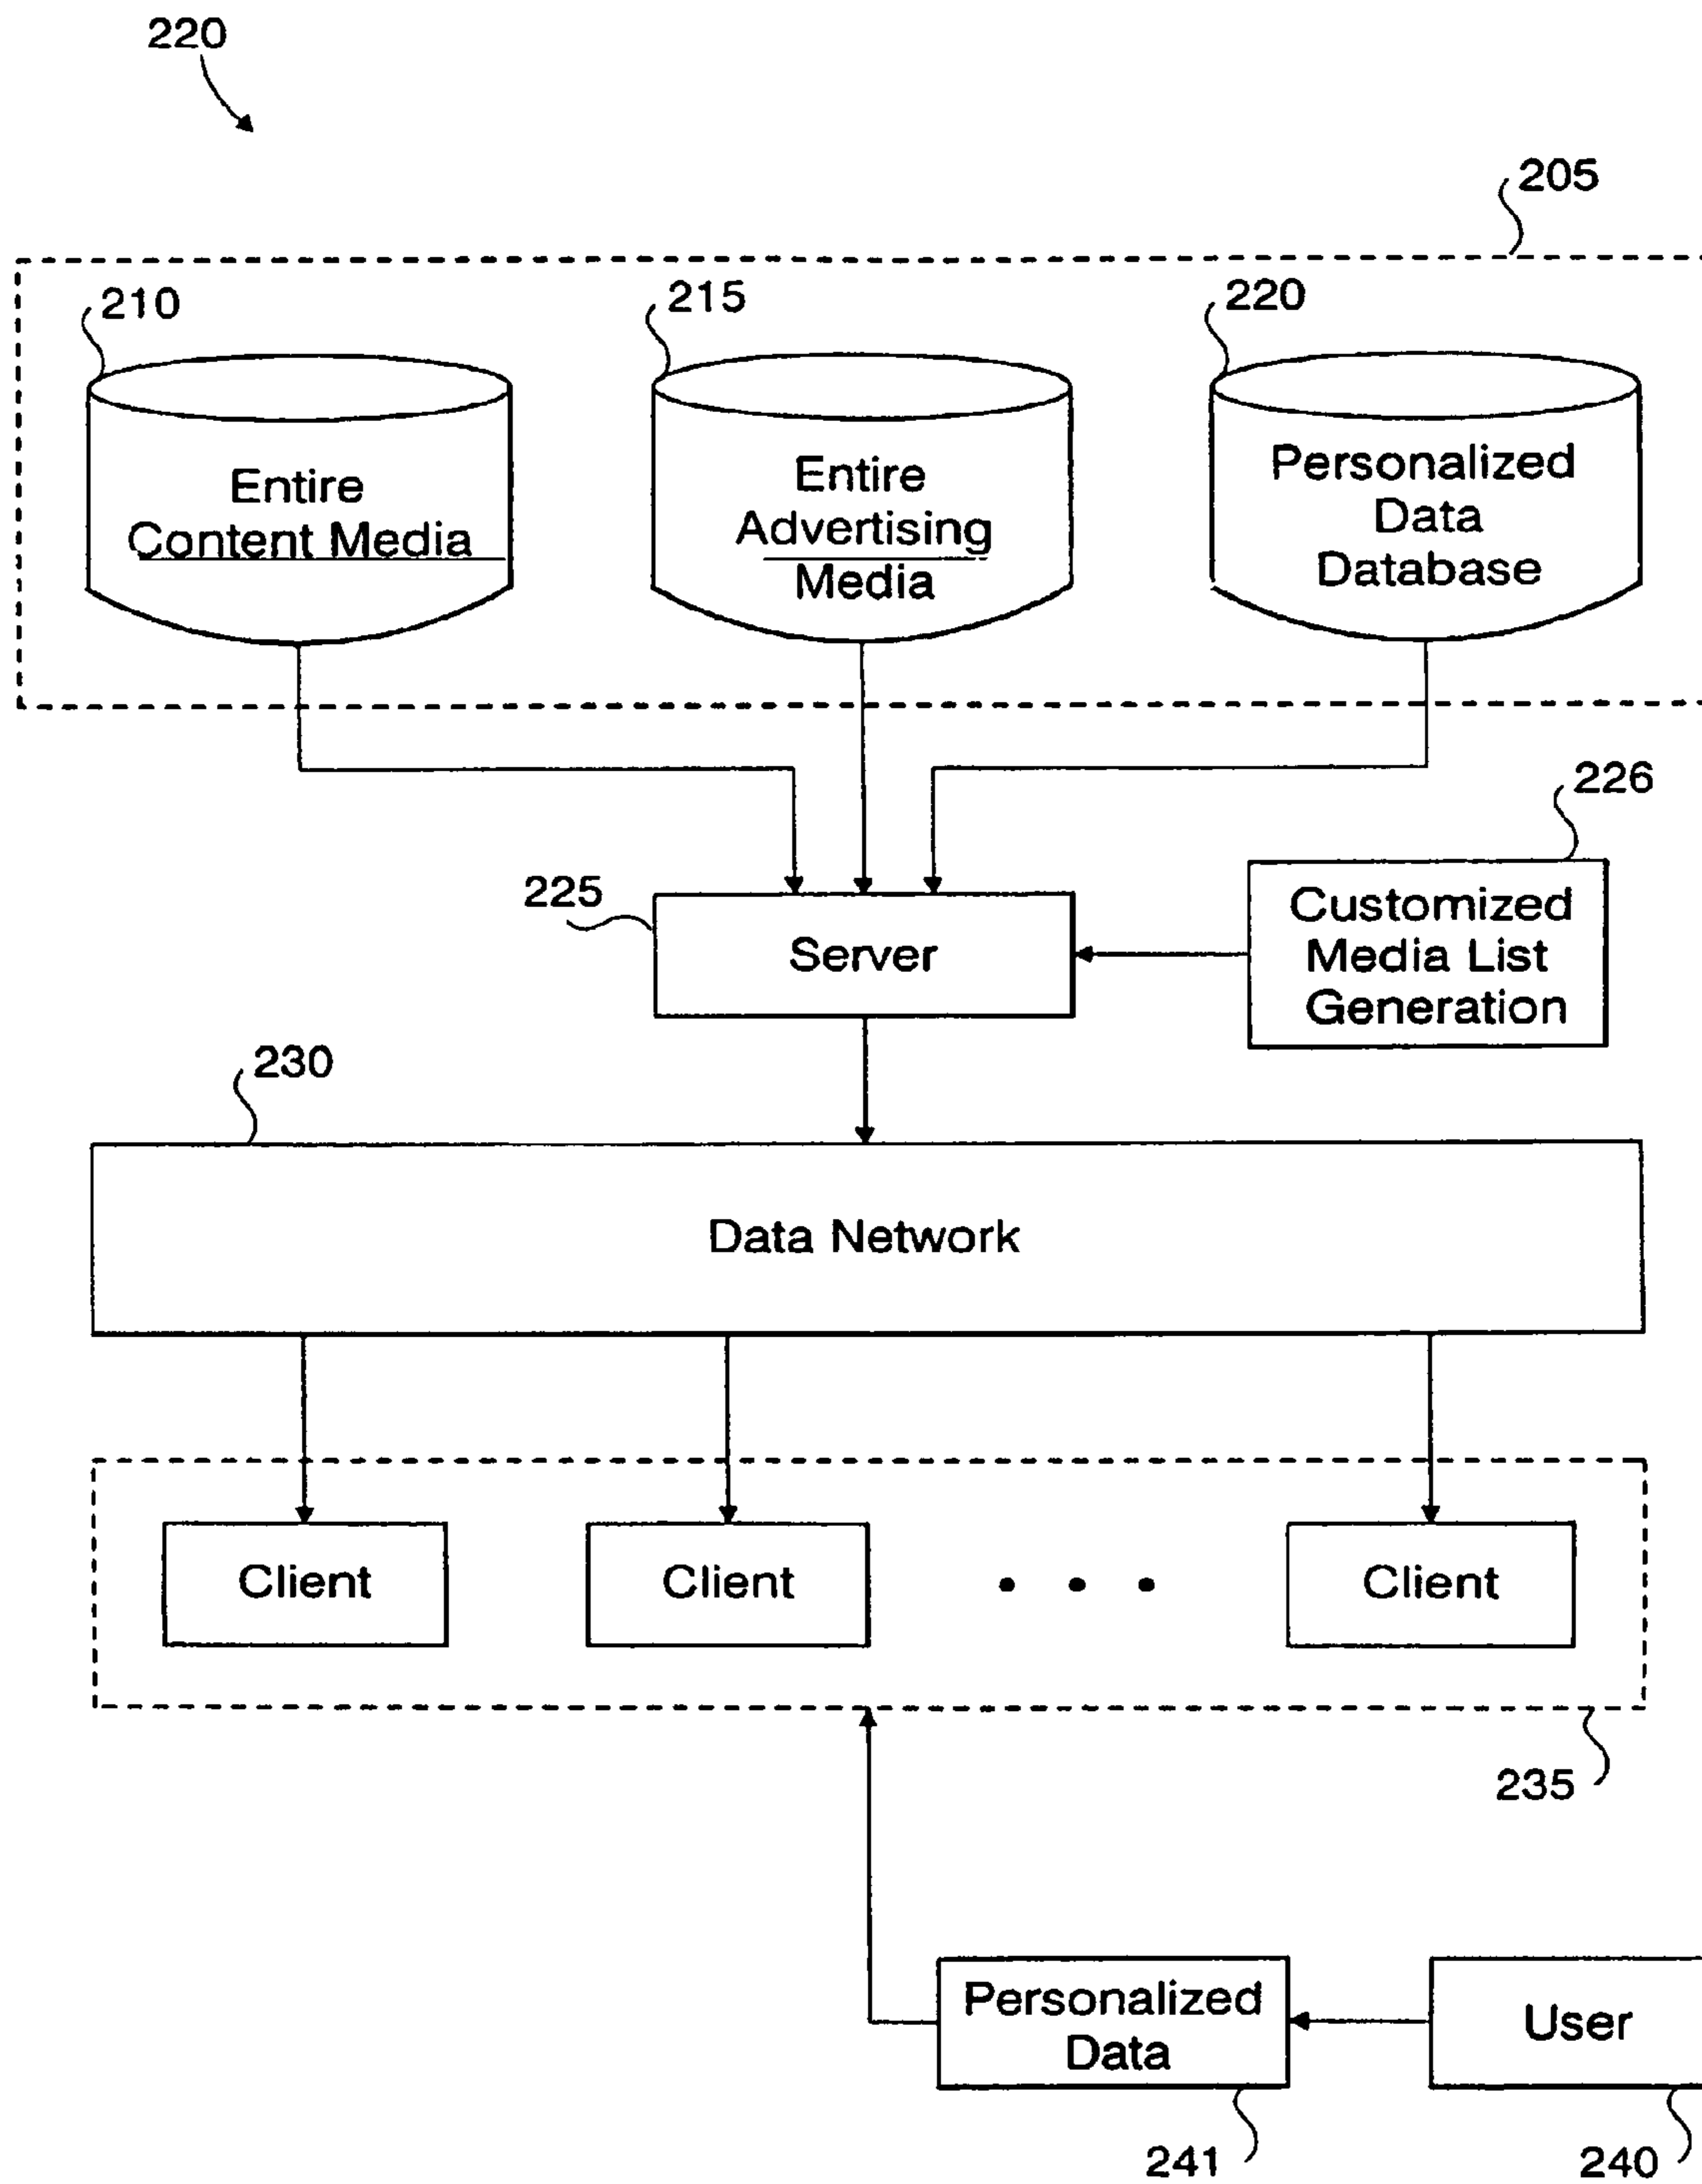 220
205
210
215
220
Entire
Content Media
Entire
Advertising
Media
Personalized
Data
Database
226
225
Server
Customized
Media List
Generation
230
Data Network
Client
Client
Client
235
Personalized
Data
User
241
240